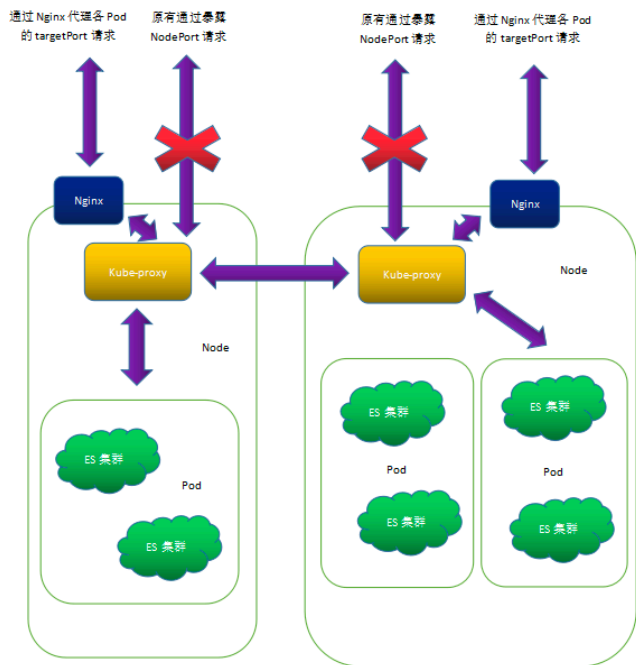 通过 Nginx 代理各 Pod
的 targetPort 请求
原有通过暴露
NodePort 请求
原有通过暴露
NodePort 请求
通过 Nginx 代理各 Pod
的 targetPort 请求
Nginx
Nginx
Kube-proxy
Kube-proxy
Node
Node
ES 集群
Pod
ES 集群
ES 集群
Pod
ES 集群
ES 集群
Pod
ES 集群